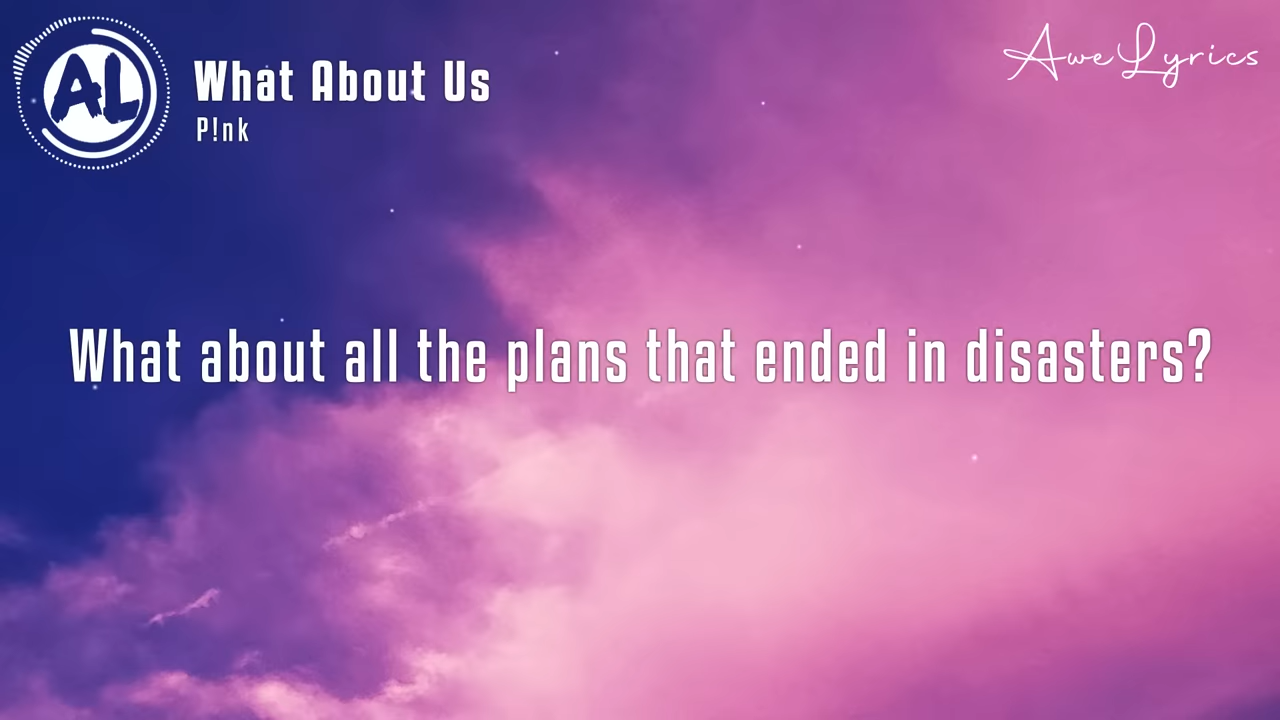 AL
What About Us
P!nk
AweLyrics
What about all the plans that ended in disasters?